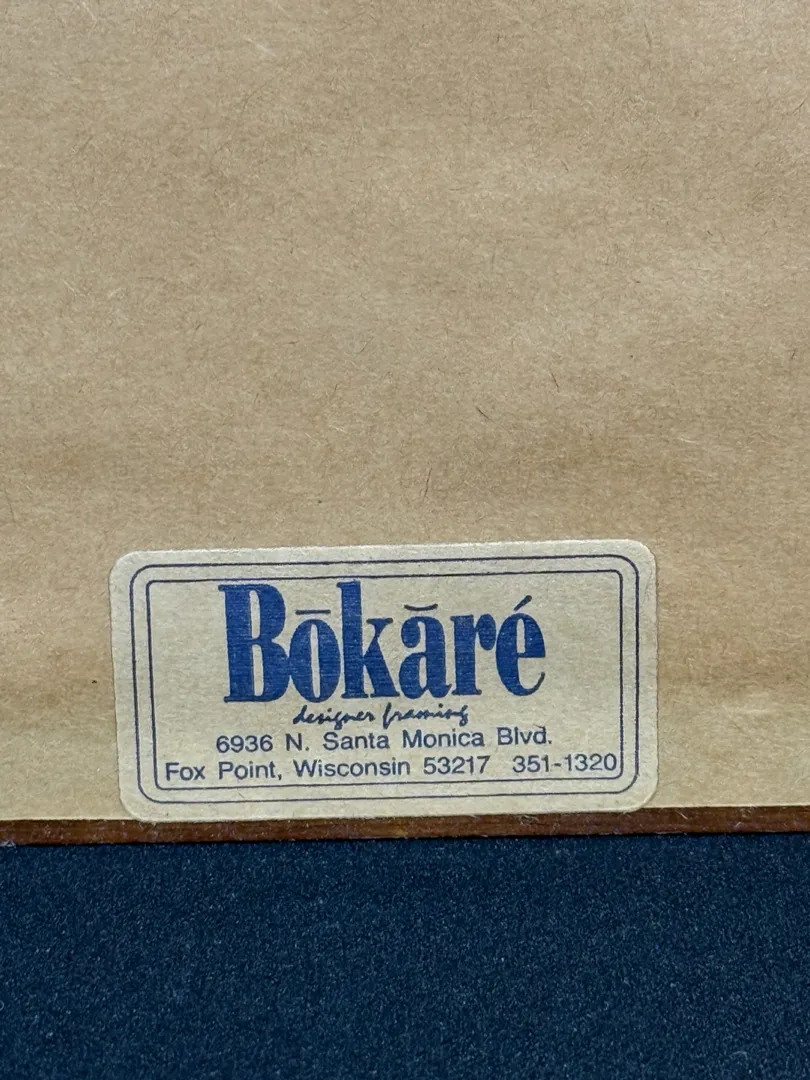 Bōkāré
designer framing
6936 N. Santa Monica Blvd.
Fox Point, Wisconsin 53217 351-1320